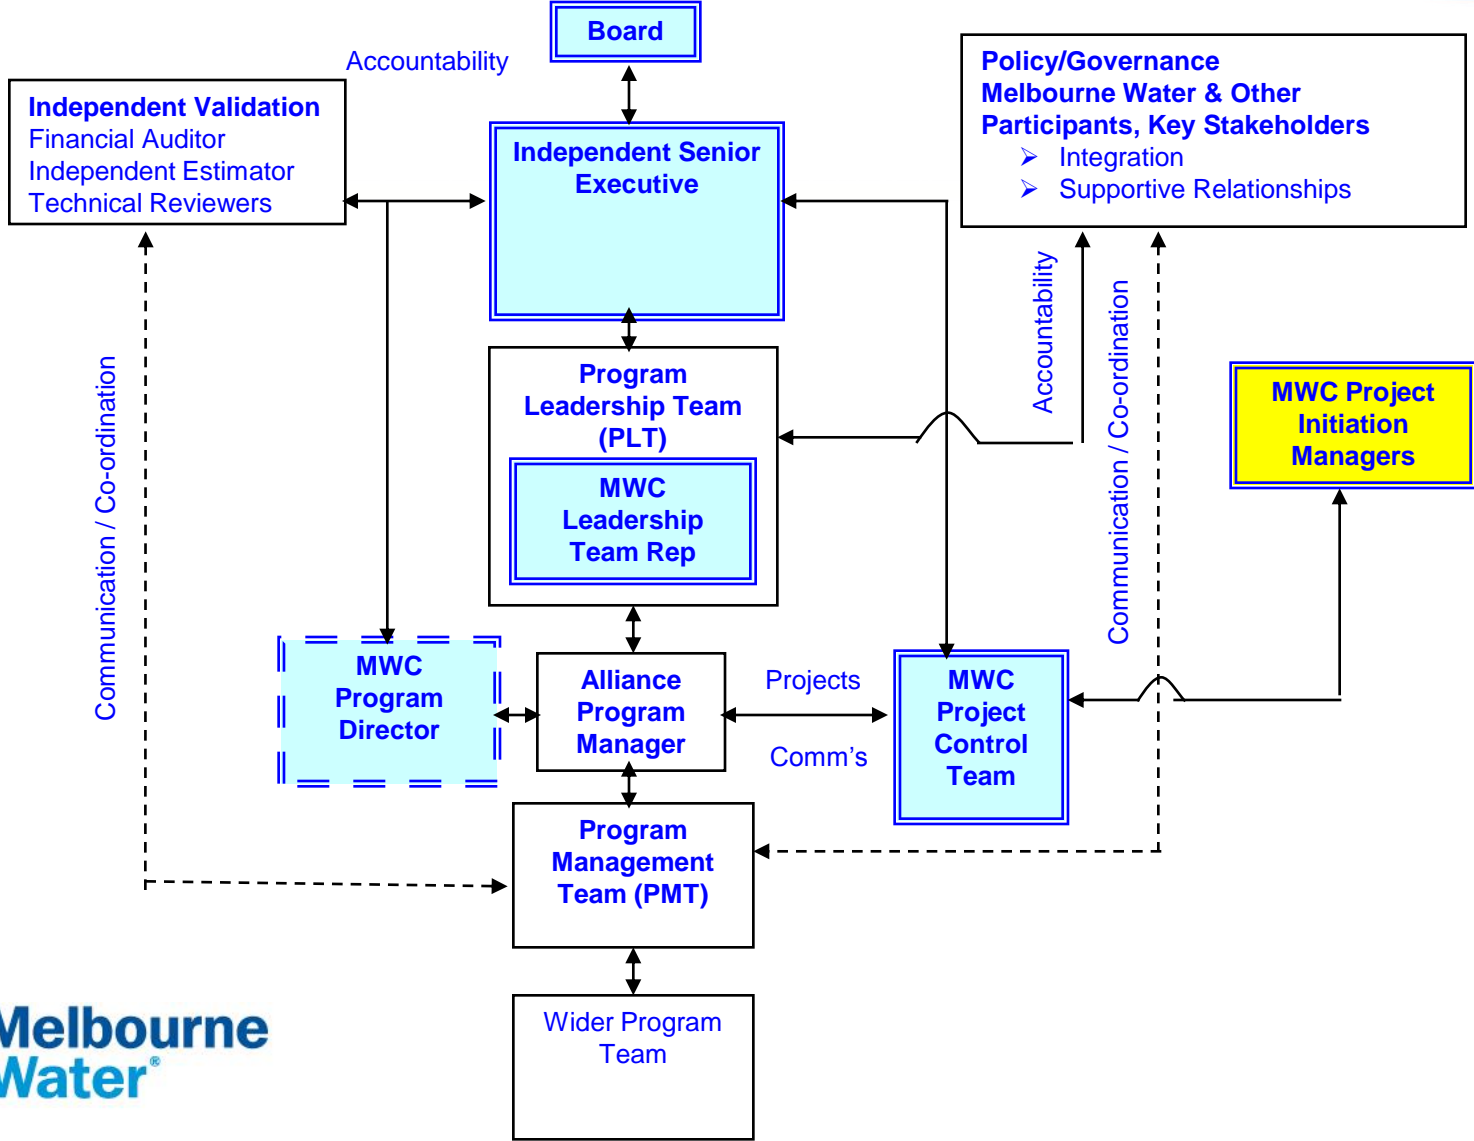 Board
Accountability
Independent Validation
Financial Auditor
Independent Estimator
Technical Reviewers
Independent Senior
Executive
Policy/Governance
Melbourne Water & Other
Participants, Key Stakeholders
➢ Integration
➢ Supportive Relationships
Accountability
Communication / Co-ordination
Communication / Co-ordination
Program
Leadership Team
(PLT)
MWC
Leadership
Team Rep
MWC Project
Initiation
Managers
MWC
Program
Director
Alliance
Program
Manager
Projects
Comm's
MWC
Project
Control
Team
Program
Management
Team (PMT)
Wider Program
Team
Melbourne
Water®